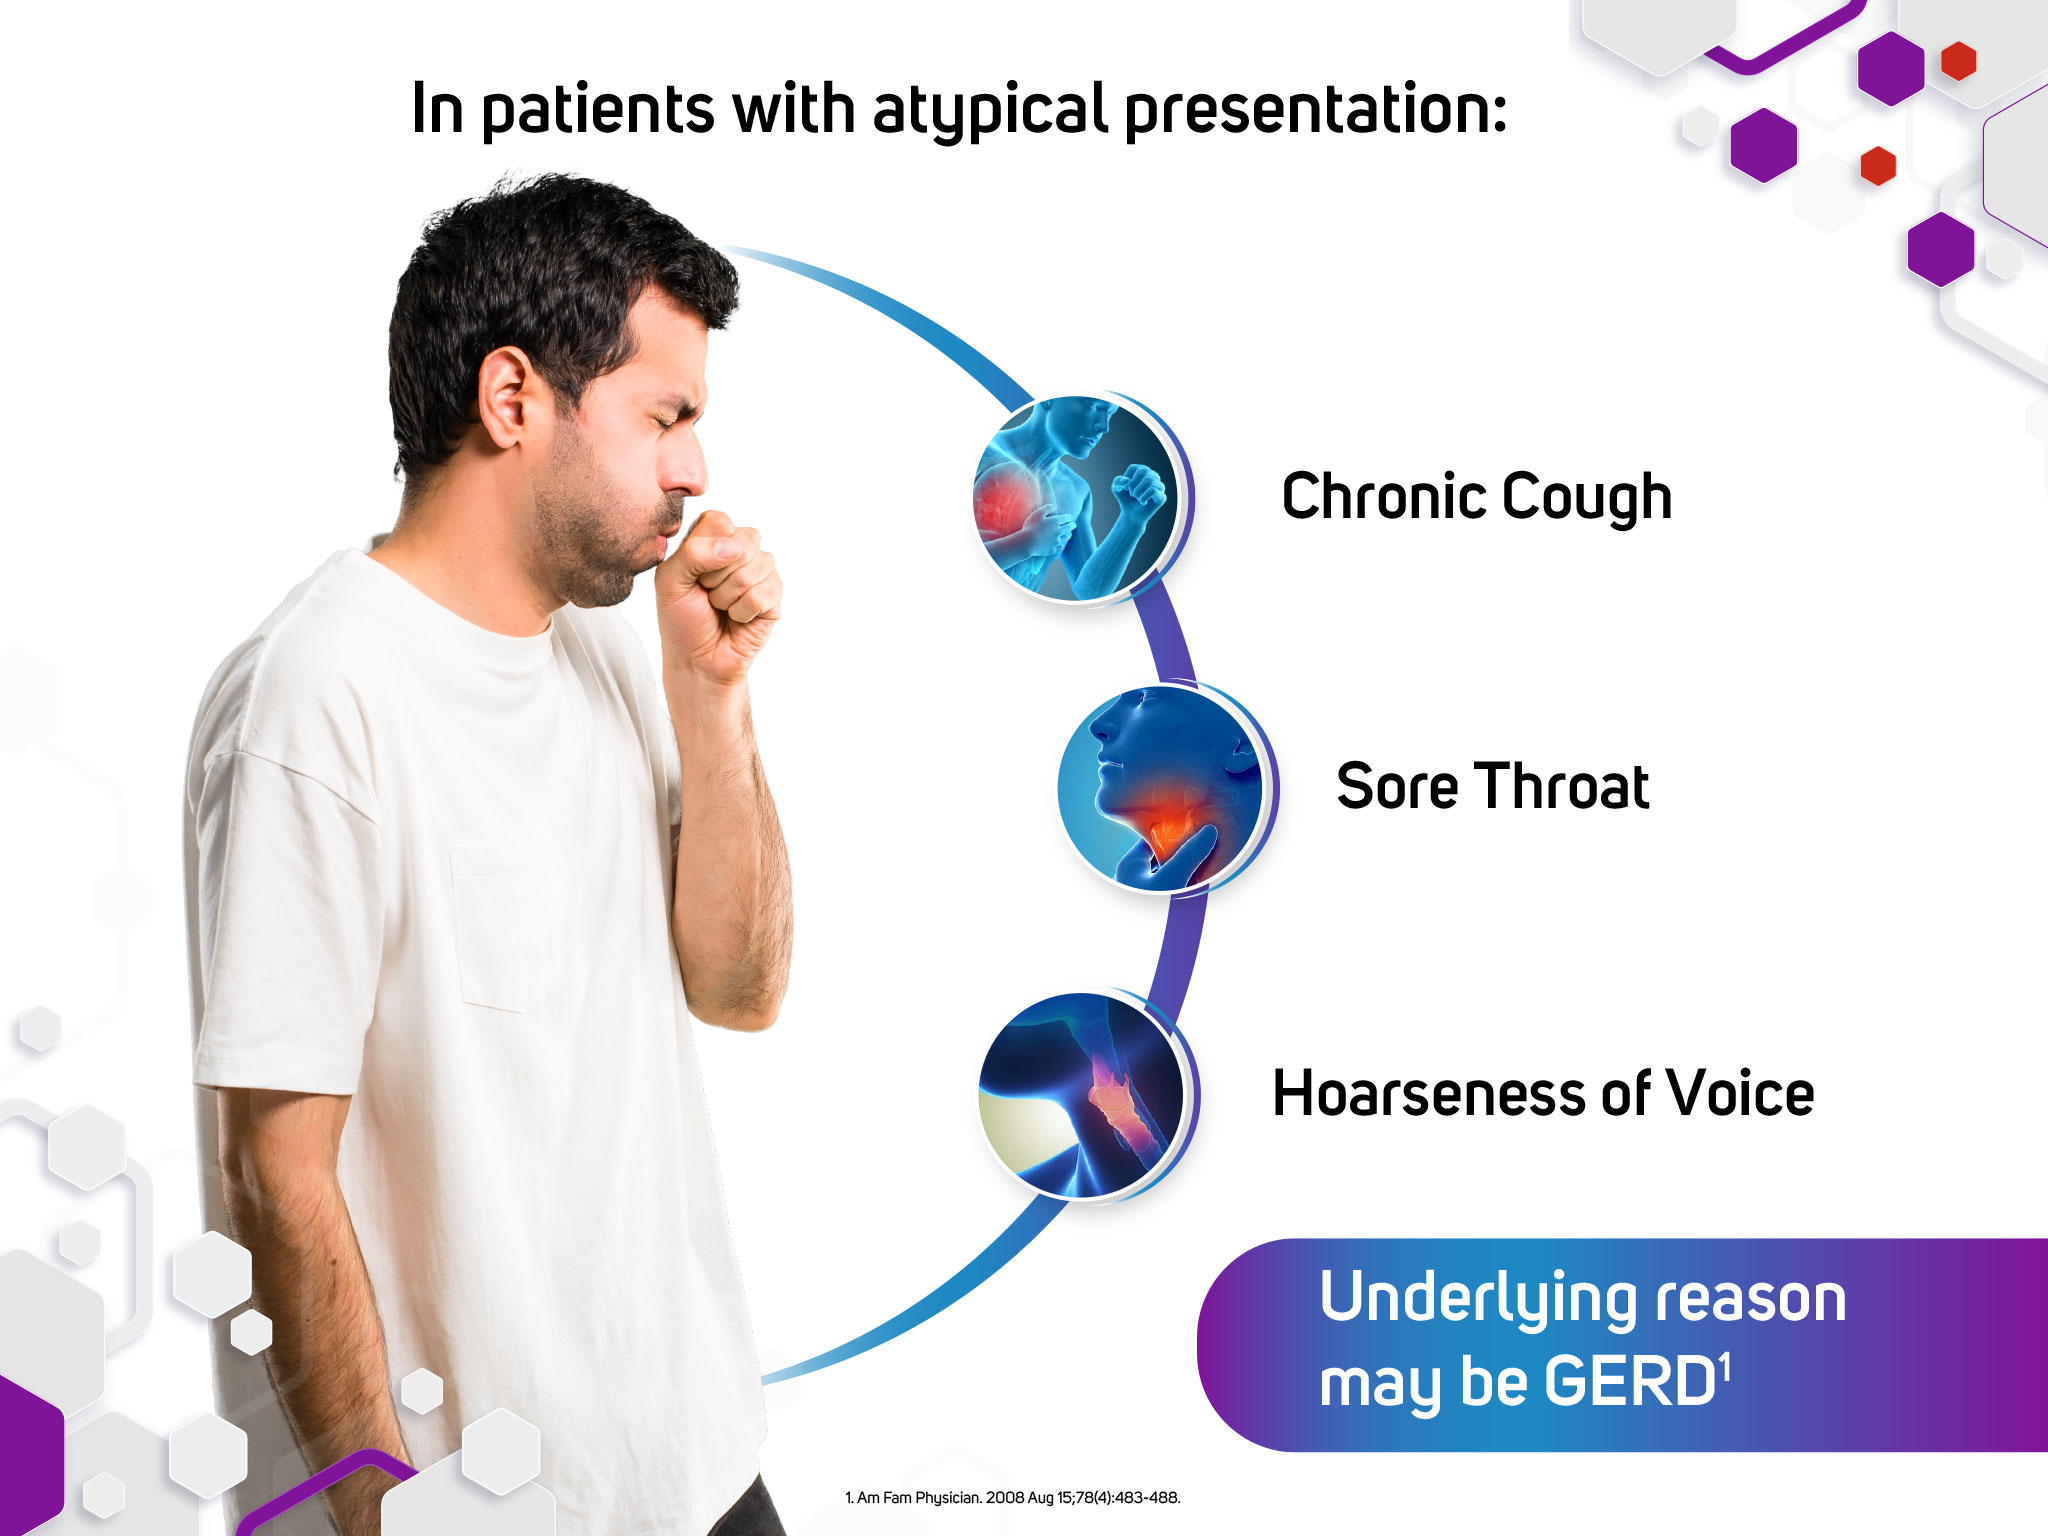 In patients with atypical presentation:
Chronic Cough
Sore Throat
Hoarseness of Voice
Underlying reason
may be GERD¹
1. Am Fam Physician. 2008 Aug 15;78(4):483-488.